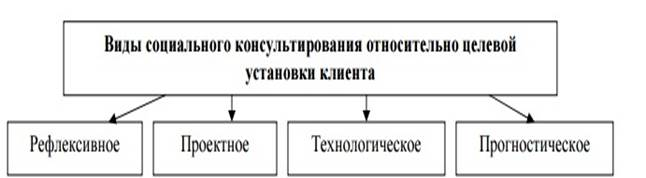 Виды социального консультирования относительно целевой
установки клиента
Рефлексивное
Проектное
Технологическое
Прогностическое